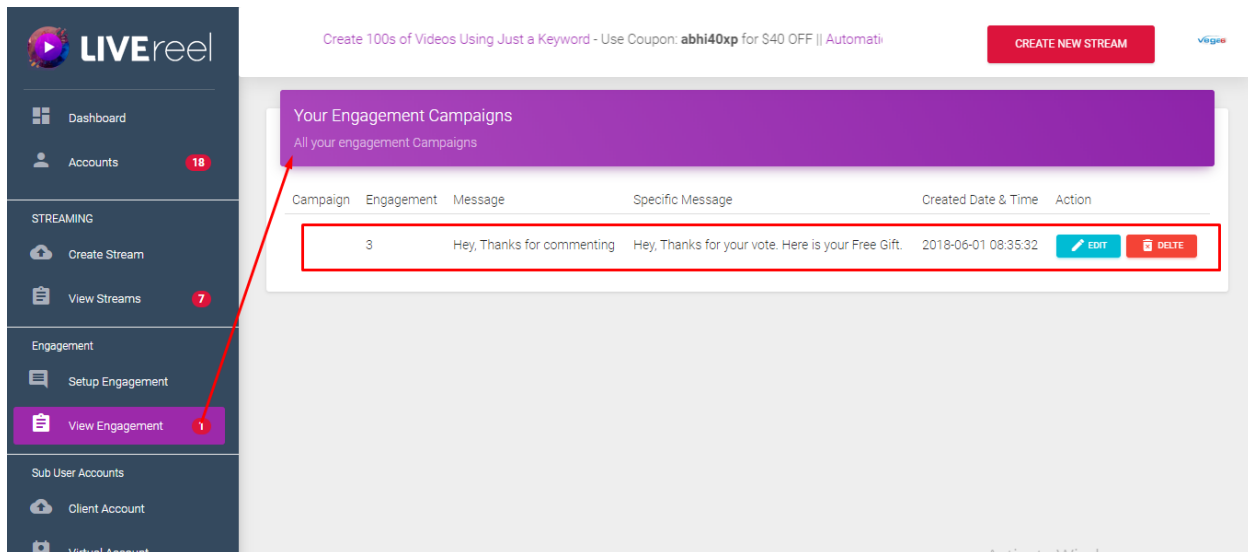 LIVEreel
Create 100s of Videos Using Just a Keyword - Use Coupon: abhi40xp for $40 OFF || Automati
CREATE NEW STREAM
Vegas
Dashboard
Accounts 18
STREAMING
Create Stream
View Streams 7
Engagement
Setup Engagement
View Engagement 1
Sub User Accounts
Client Account
Virtual Account
Your Engagement Campaigns
All your engagement Campaigns
Campaign Engagement Message Specific Message Created Date & Time Action
3 Hey, Thanks for commenting Hey, Thanks for your vote. Here is your Free Gift. 2018-06-01 08:35:32 EDIT DELTE